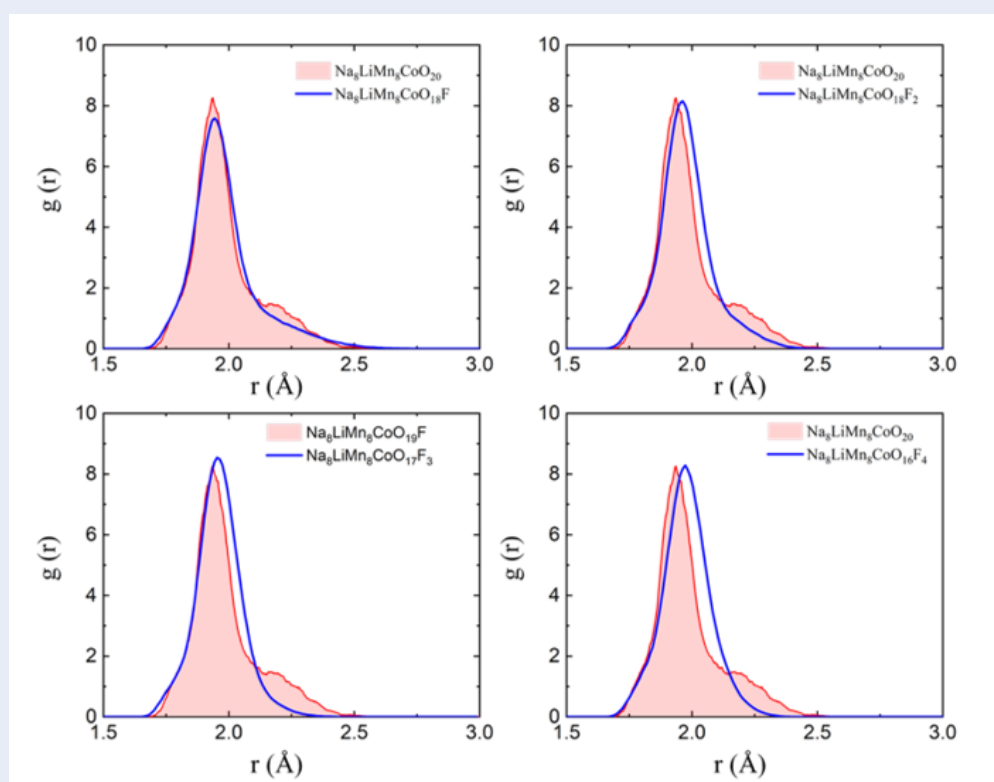 10
8
6
4
2
0
g (r)
Na₈LiMn₈CoO₂₀
Na₈LiMn₈CoO₁₈F
1.5 2.0 2.5 3.0
r (Å)
10
8
6
4
2
0
g (r)
Na₈LiMn₈CoO₂₀
Na₈LiMn₈CoO₁₈F₂
1.5 2.0 2.5 3.0
r (Å)
10
8
6
4
2
0
g (r)
Na₈LiMn₈CoO₁₉F
Na₈LiMn₈CoO₁₇F₃
1.5 2.0 2.5 3.0
r (Å)
10
8
6
4
2
0
g (r)
Na₈LiMn₈CoO₂₀
Na₈LiMn₈CoO₁₆F₄
1.5 2.0 2.5 3.0
r (Å)